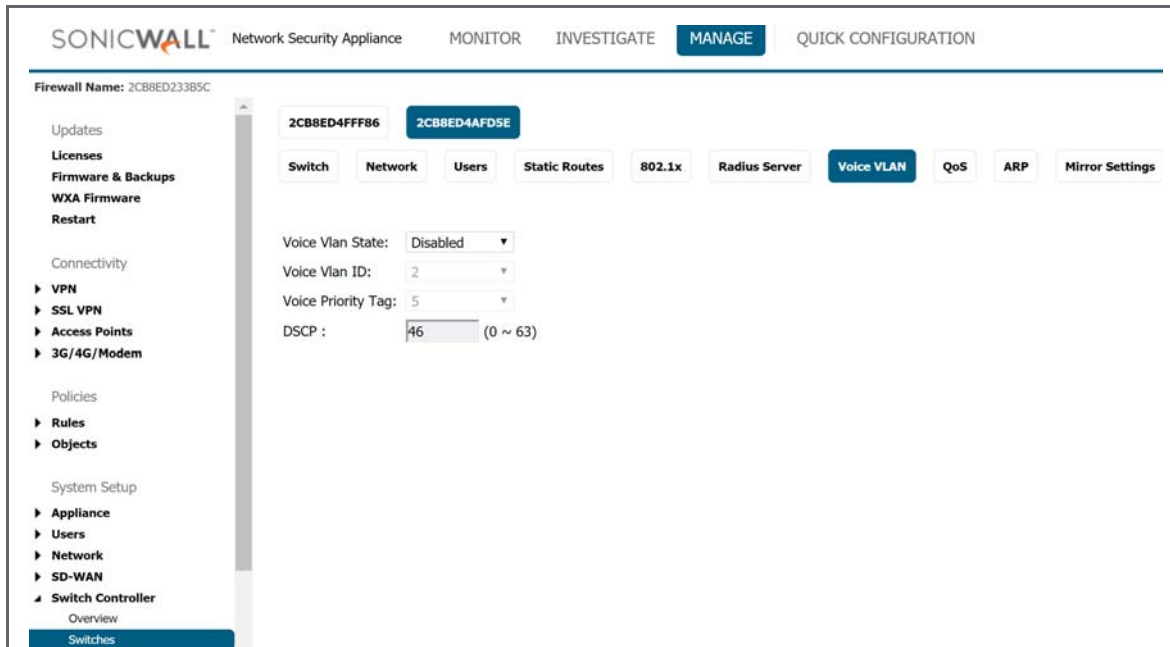 SONICWALL Network Security Appliance MONITOR INVESTIGATE MANAGE QUICK CONFIGURATION
Firewall Name: 2CB8ED233B5C
2CB8ED4FFF86 2CB8ED4AFD5E
Switch Network Users Static Routes 802.1x Radius Server Voice VLAN QoS ARP Mirror Settings
Updates
Licenses
Firmware & Backups
WXA Firmware
Restart
Connectivity
VPN
SSL VPN
Access Points
3G/4G/Modem
Policies
Rules
Objects
System Setup
Appliance
Users
Network
SD-WAN
Switch Controller
Overview
Switches
Voice Vlan State: Disabled
Voice Vlan ID: 2
Voice Priority Tag: 5
DSCP : 46 (0 ~ 63)